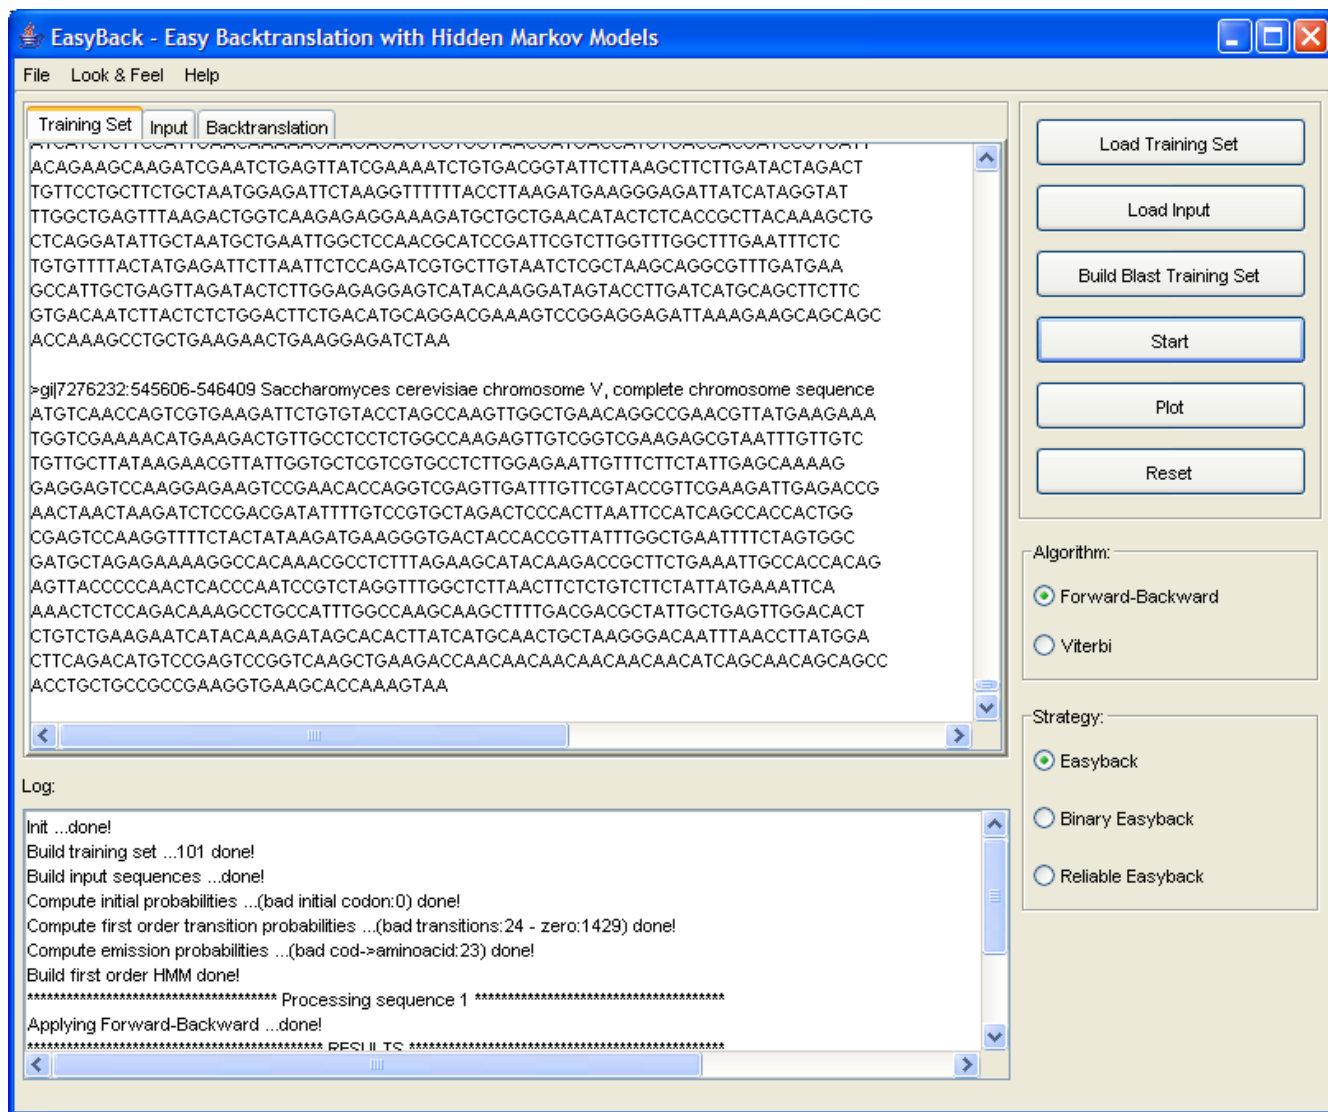 EasyBack - Easy Backtranslation with Hidden Markov Models
File Look & Feel Help
Training Set Input Backtranslation
ACAGAAGCAAGATCGAATCTGAGTTATCGAAAATCTGTGACGGTATTCTTAAGCTTCTTGATACTAGACT
TGTTCCTGCTTCTGCTAATGGAGATTCTAAGGTTTTTTACCTTAAGATGAAGGGAGATTATCATAGGTAT
TTGGCTGAGTTTAAGACTGGTCAAGAGAGGAAAGATGCTGCTGAACATACTCTCACCGCTTACAAAGCTG
CTCAGGATATTGCTAATGCTGAATTGGCTCCAACGCATCCGATTCGTCTTGGTTTGGCTTTGAATTTCTC
TGTGTTTTACTATGAGATTCTTAATTCTCCAGATCGTGCTTGTAATCTCGCTAAGCAGGCGTTTGATGAA
GCCATTGCTGAGTTAGATACTCTTGGAGAGGAGTCATACAAGGATAGTACCTTGATCATGCAGCTTCTTC
GTGACAATCTTACTCTCTGGACTTCTGACATGCAGGACGAAAGTCCGGAGGAGATTAAAGAAGCAGCAGC
ACCAAAGCCTGCTGAAGAACTGAAGGAGATCTAA
>gi|7276232:545606-546409 Saccharomyces cerevisiae chromosome V, complete chromosome sequence
ATGTCAACCAGTCGTGAAGATTCTGTGTACCTAGCCAAGTTGGCTGAACAGGCCGAACGTTATGAAGAAA
TGGTCGAAAACATGAAGACTGTTGCCTCCTCTGGCCAAGAGTTGTCGGTCGAAGAGCGTAATTTGTTGTC
TGTTGCTTATAAGAACGTTATTGGTGCTCGTCGTGCCTCTTGGAGAATTGTTTCTTCTATTGAGCAAAAG
GAGGAGTCCAAGGAGAAGTCCGAACACCAGGTCGAGTTGATTTGTTCGTACCGTTCGAAGATTGAGACCG
AACTAACTAAGATCTCCGACGATATTTTGTCCGTGCTAGACTCCCACTTAATTCCATCAGCCACCACTGG
CGAGTCCAAGGTTTTCTACTATAAGATGAAGGGTGACTACCACCGTTATTTGGCTGAATTTTCTAGTGGC
GATGCTAGAGAAAAGGCCACAAACGCCTCTTTAGAAGCATACAAGACCGCTTCTGAAATTGCCACCACAG
AGTTACCCCCAACTCACCCAATCCGTCTAGGTTTGGCTCTTAACTTCTCTGTCTTCTATTATGAAATTCA
AAACTCTCCAGACAAAGCCTGCCATTTGGCCAAGCAAGCTTTTGACGACGCTATTGCTGAGTTGGACACT
CTGTCTGAAGAATCATACAAAGATAGCACACTTATCATGCAACTGCTAAGGGACAATTTAACCTTATGGA
CTTCAGACATGTCCGAGTCCGGTCAAGCTGAAGACCAACAACAACAACAACAACATCAGCAACAGCAGCC
ACCTGCTGCCGCCGAAGGTGAAGCACCAAAGTAA
Load Training Set
Load Input
Build Blast Training Set
Start
Plot
Reset
Algorithm:
Forward-Backward
Viterbi
Strategy:
Easyback
Binary Easyback
Reliable Easyback
Log:
Init ...done!
Build training set ...101 done!
Build input sequences ...done!
Compute initial probabilities ...(bad initial codon:0) done!
Compute first order transition probabilities ...(bad transitions:24 - zero:1429) done!
Compute emission probabilities ...(bad cod->aminoacid:23) done!
Build first order HMM done!
************************************** Processing sequence 1 **************************************
Applying Forward-Backward ...done!
********************************************* RESULTS ************************************************